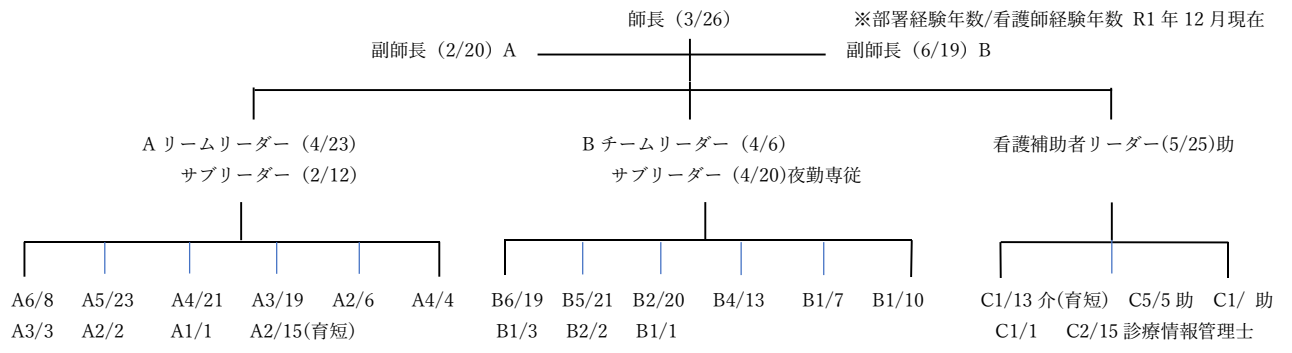 師長（3/26） ※部署経験年数/看護師経験年数 R1 年 12 月現在
副師長（2/20）A 副師長（6/19）B
A リームリーダー（4/23） B チームリーダー（4/6） 看護補助者リーダー(5/25)助
サブリーダー（2/12） サブリーダー（4/20)夜勤専従
A6/8 A5/23 A4/21 A3/19 A2/6 A4/4 B6/19 B5/21 B2/20 B4/13 B1/7 B1/10 C1/13 介(育短) C5/5 助 C1/ 助
A3/3 A2/2 A1/1 A2/15(育短) B1/3 B2/2 B1/1 C1/1 C2/15 診療情報管理士